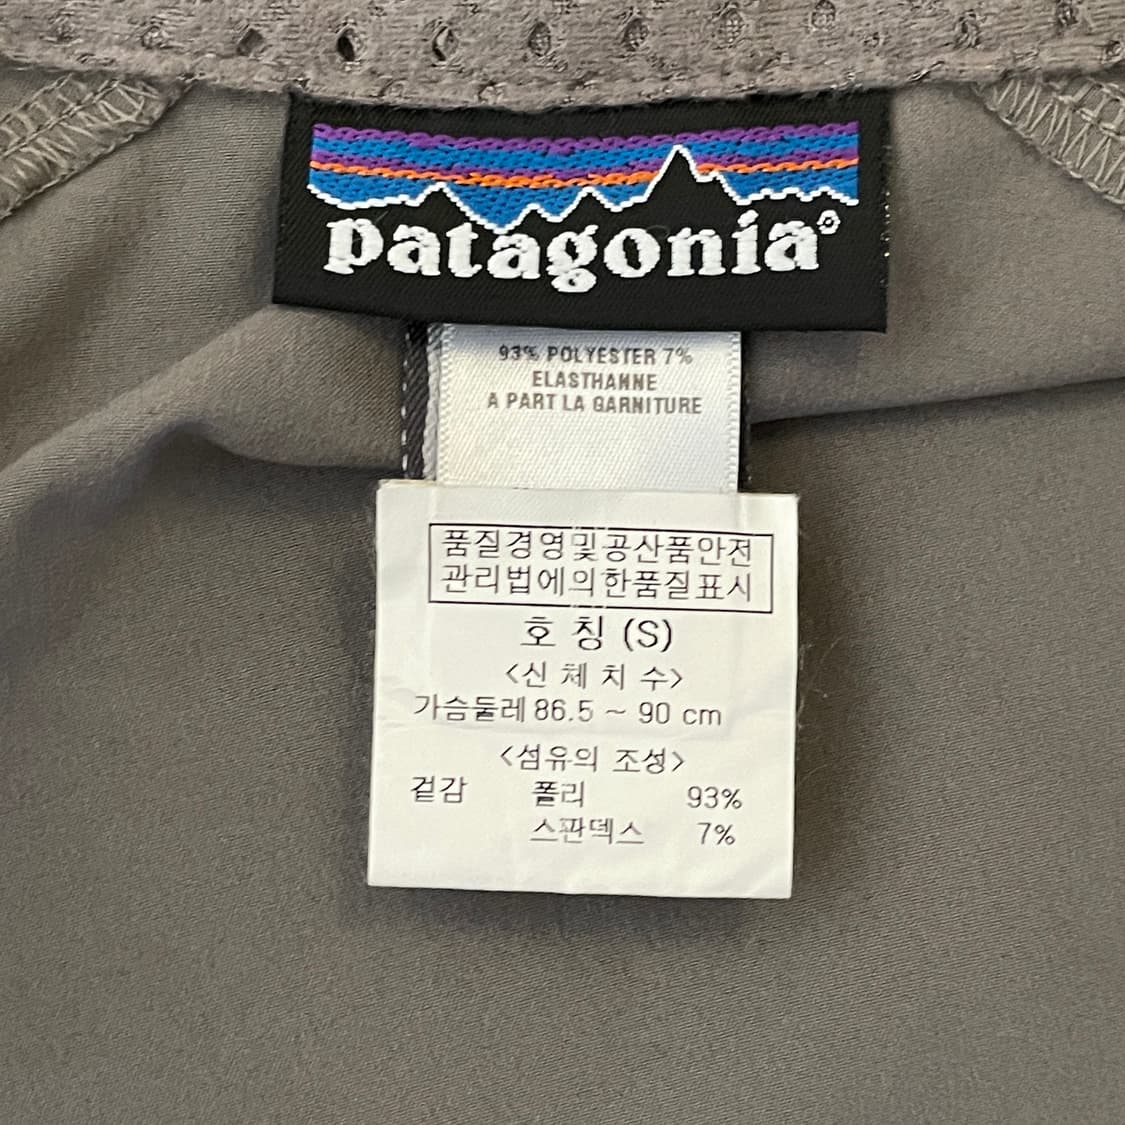 patagonia®
93% POLYESTER 7%
ELASTHANNE
A PART LA GARNITURE
품질경영및공산품안전
관리법에의한품질표시
호 칭 (S)
<신 체 치 수>
가슴둘레 86.5 ~ 90 cm
<섬유의 조성>
겉감 폴리 93%
스판덱스 7%